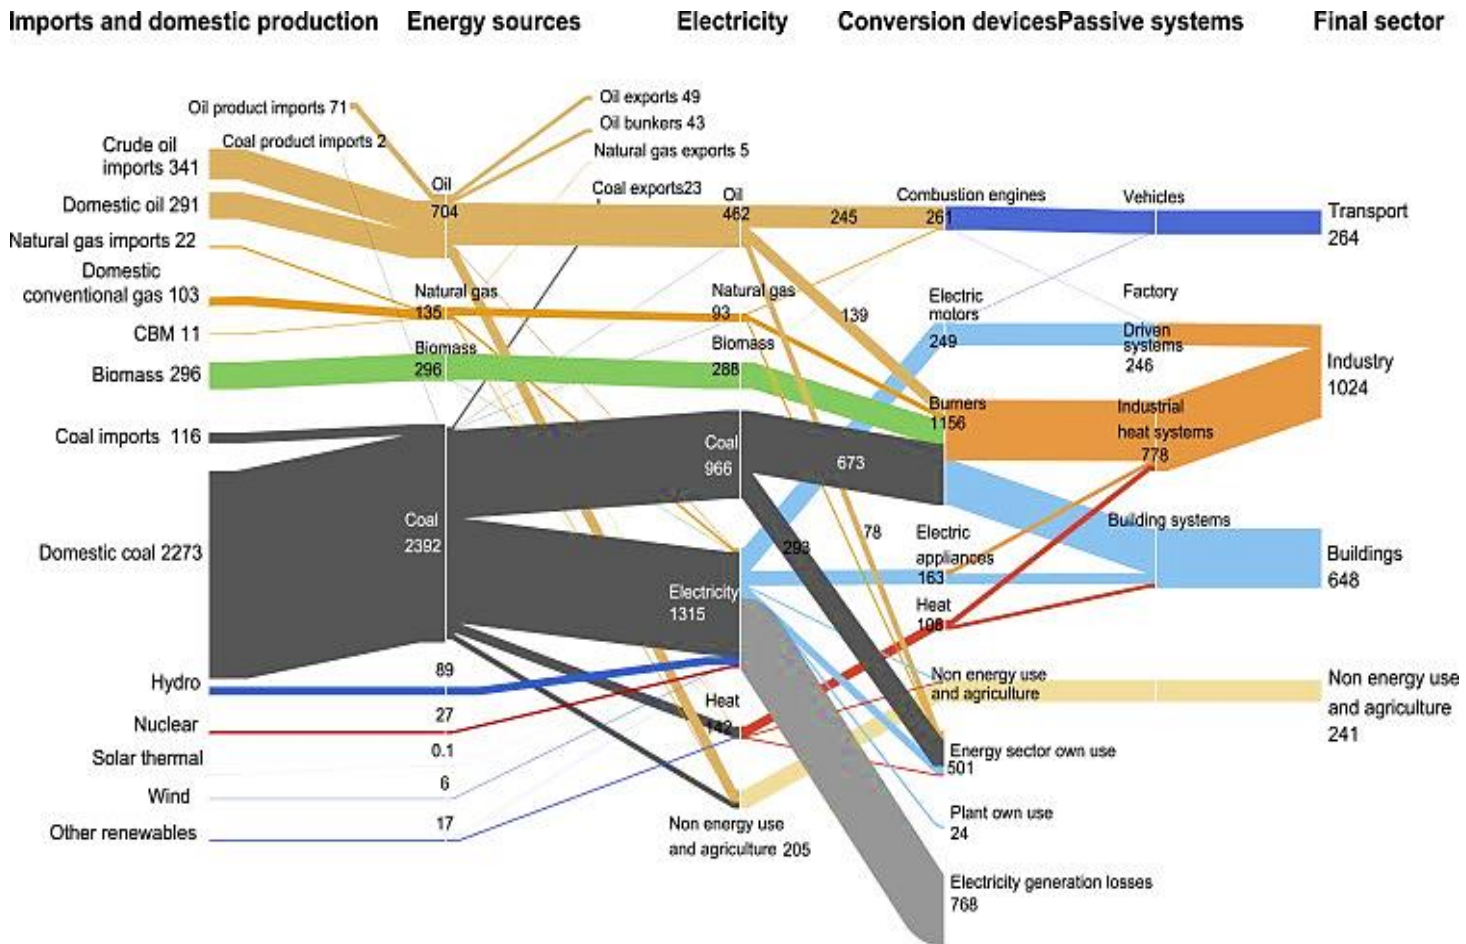 Imports and domestic production
Energy sources
Electricity
Conversion devices
Passive systems
Final sector
Oil product imports 71
Coal product imports 2
Crude oil
imports 341
Domestic oil 291
Natural gas imports 22
Domestic
conventional gas 103
CBM 11
Biomass 296
Coal imports 116
Domestic coal 2273
Hydro
Nuclear
Solar thermal
Wind
Other renewables
Oil
704
Natural gas
135
Biomass
296
Coal
2392
89
27
0.1
6
17
Oil exports 49
Oil bunkers 43
Natural gas exports 5
Coal exports23
Oil
462
Natural gas
93
Biomass
288
Coal
966
Electricity
1315
Heat
142
Non energy use
and agriculture 205
245
139
673
293
78
Combustion engines
261
Electric
motors
249
Burners
1156
Electric
appliances
163
Heat
108
Non energy use
and agriculture
Energy sector own use
501
Plant own use
24
Electricity generation losses
768
Vehicles
Factory
Driven
systems
246
Industrial
heat systems
778
Building systems
Transport
264
Industry
1024
Buildings
648
Non energy use
and agriculture
241